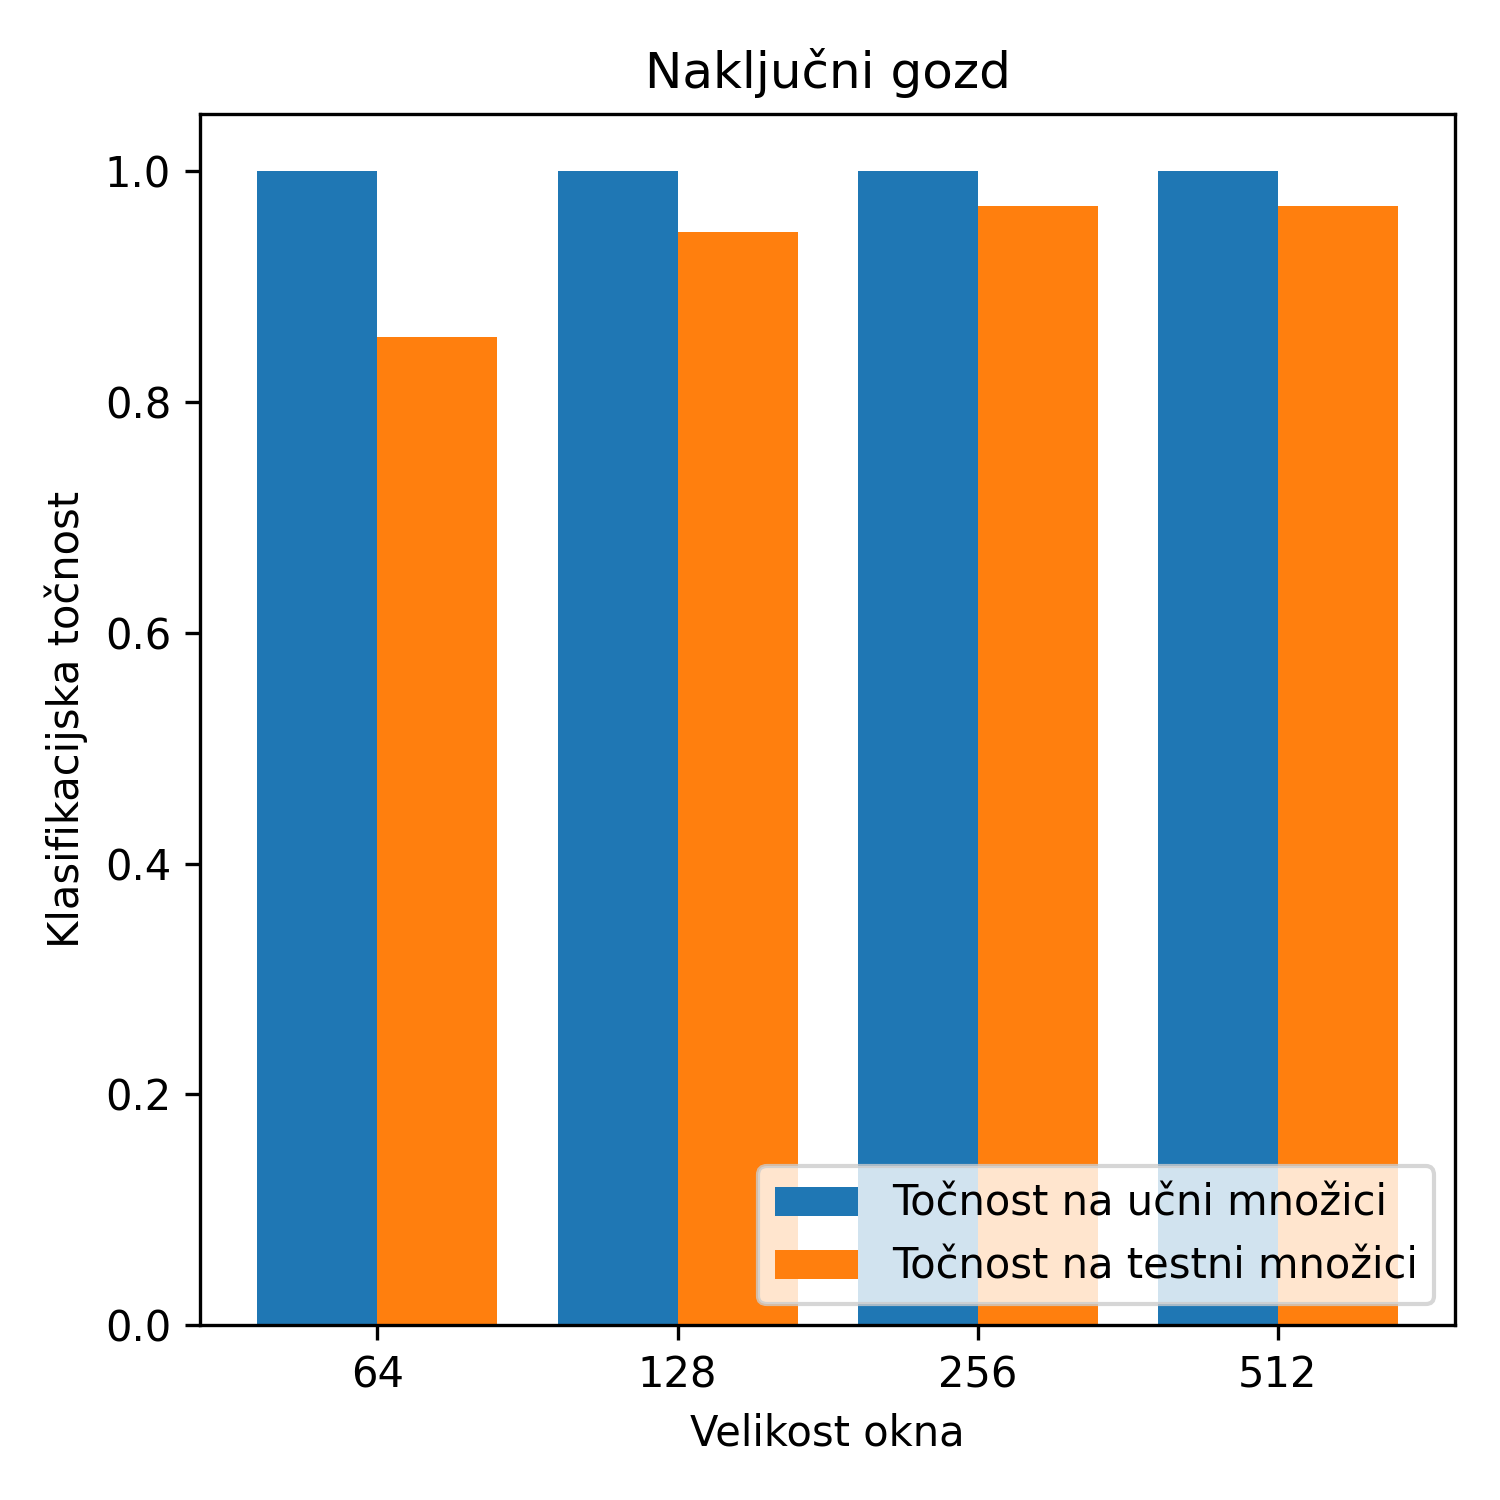 Naključni gozd
Klasifikacijska točnost
1.0
0.8
0.6
0.4
0.2
0.0
Točnost na učni množici
Točnost na testni množici
64 128 256 512
Velikost okna